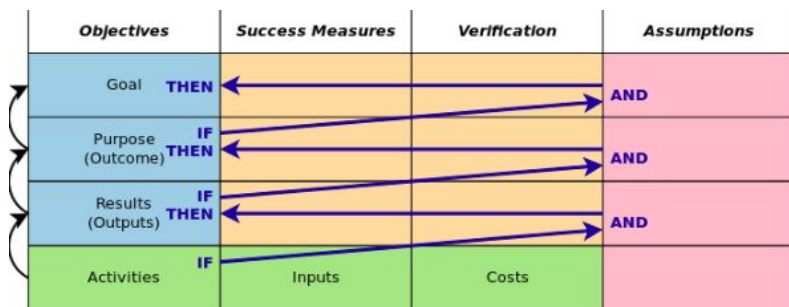 Objectives Success Measures Verification Assumptions
Goal THEN
AND
IF
Purpose
(Outcome) THEN
AND
IF
Results
(Outputs) THEN
AND
IF
Activities Inputs Costs